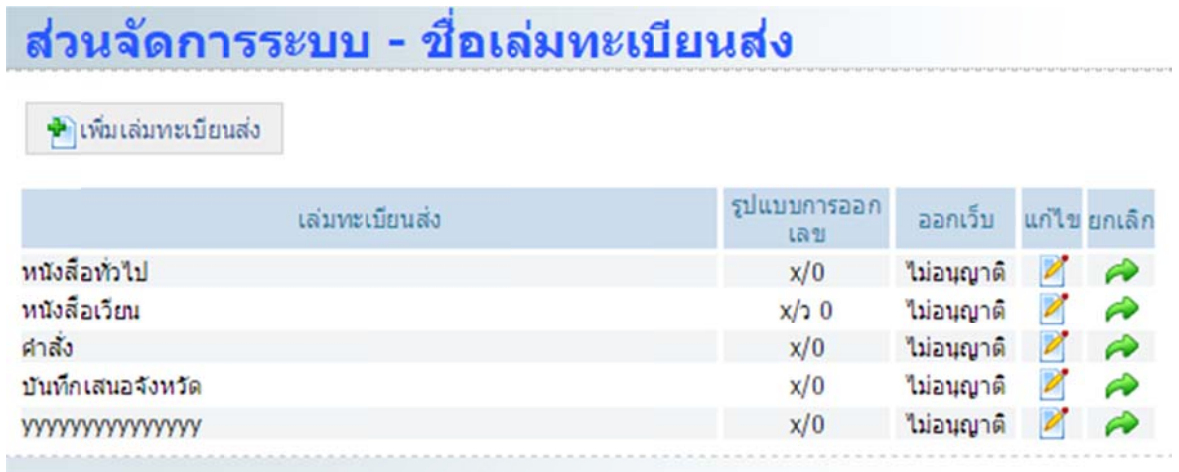 ส่วนจัดการระบบ - ชื่อเล่มทะเบียนส่ง
เพิ่มเล่มทะเบียนส่ง
เล่มทะเบียนส่ง รูปแบบการออก ออกเว็บ แก้ไข ยกเลิก
เลข
หนังสือทั่วไป x/0 ไม่อนุญาติ
หนังสือเวียน x/ว 0 ไม่อนุญาติ
คำสั่ง x/0 ไม่อนุญาติ
บันทึกเสนอจังหวัด x/0 ไม่อนุญาติ
yyyyyyyyyyyyyyy x/0 ไม่อนุญาติ